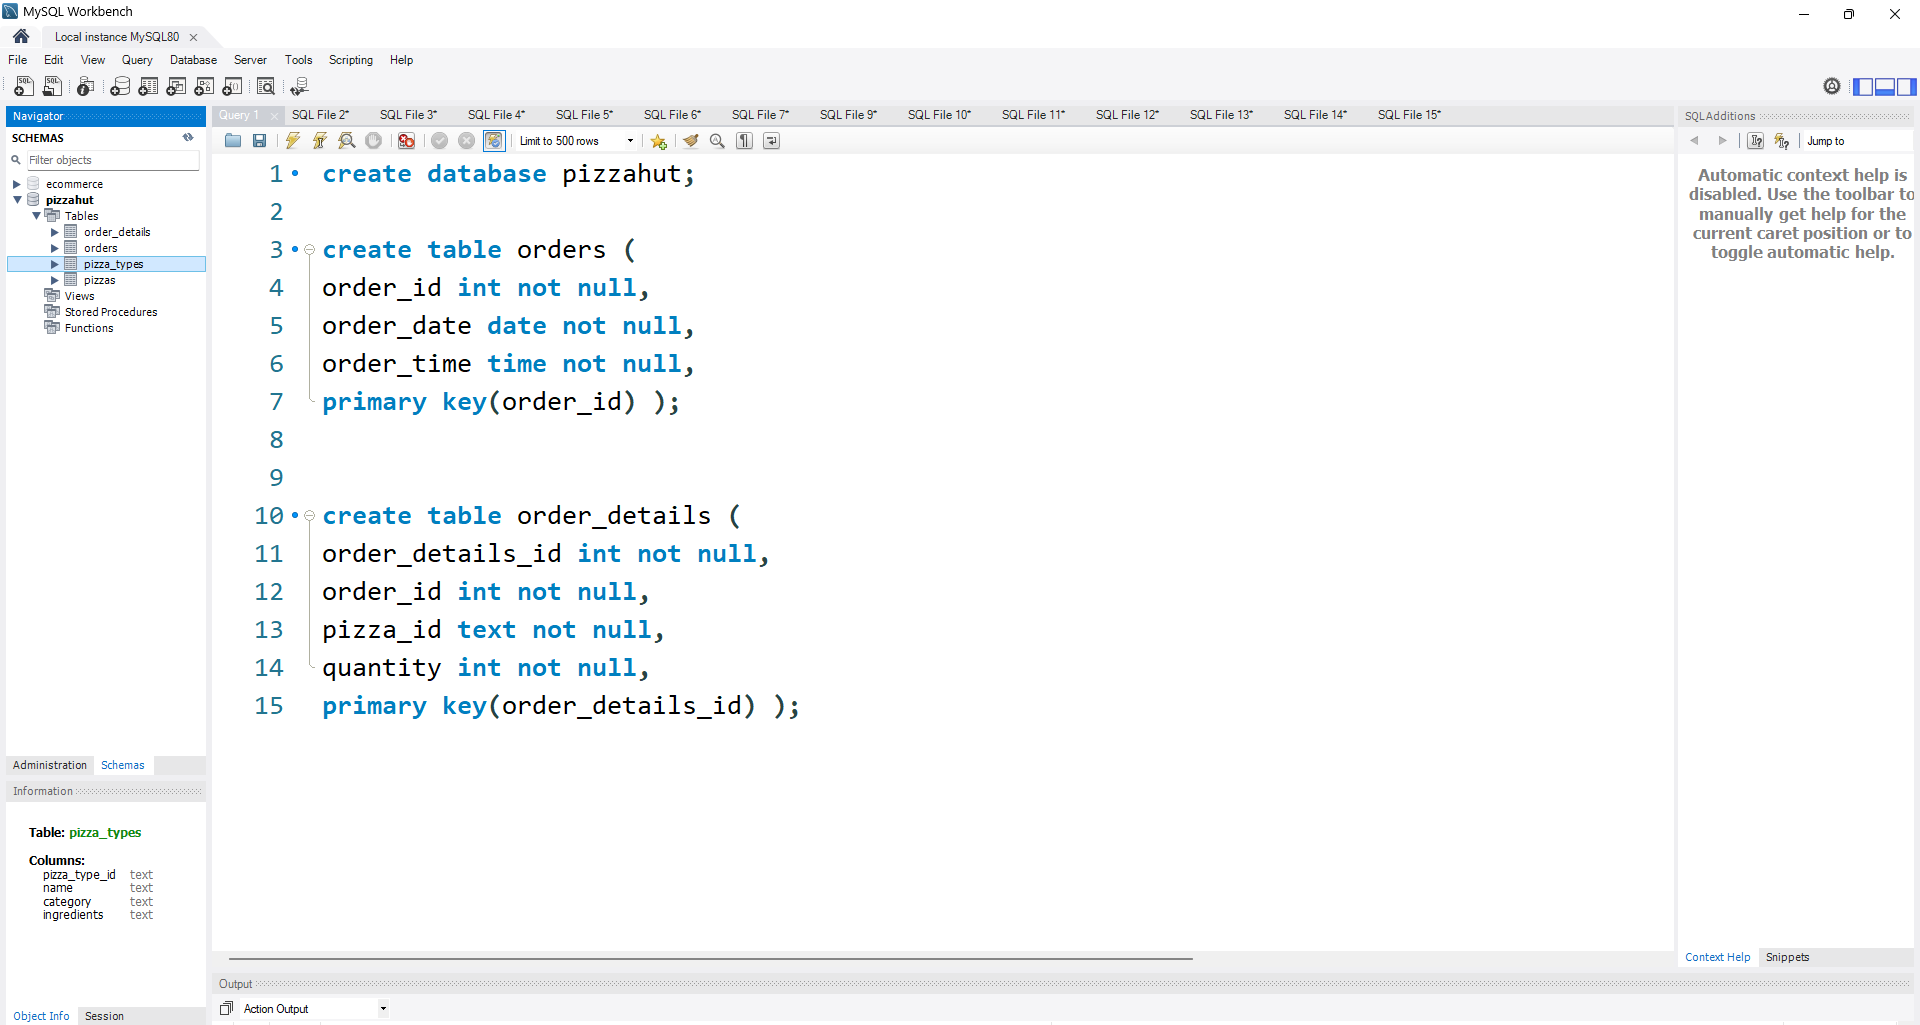 MySQL Workbench
Local instance MySQL80
File Edit View Query Database Server Tools Scripting Help
Navigator
SCHEMAS
Filter objects
ecommerce
pizzahut
Tables
order_details
orders
pizza_types
pizzas
Views
Stored Procedures
Functions
Administration Schemas
Information
Table: pizza_types
Columns:
pizza_type_id text
name text
category text
ingredients text
Object Info Session
Query 1 SQL File 2* SQL File 3* SQL File 4* SQL File 5* SQL File 6* SQL File 7* SQL File 9* SQL File 10* SQL File 11* SQL File 12* SQL File 13* SQL File 14* SQL File 15*
Limit to 500 rows
1 create database pizzahut;
2
3 create table orders (
4 order_id int not null,
5 order_date date not null,
6 order_time time not null,
7 primary key(order_id) );
8
9
10 create table order_details (
11 order_details_id int not null,
12 order_id int not null,
13 pizza_id text not null,
14 quantity int not null,
15 primary key(order_details_id) );
Output
Action Output
SQLAdditions
Jump to
Automatic context help is
disabled. Use the toolbar to
manually get help for the
current caret position or to
toggle automatic help.
Context Help Snippets